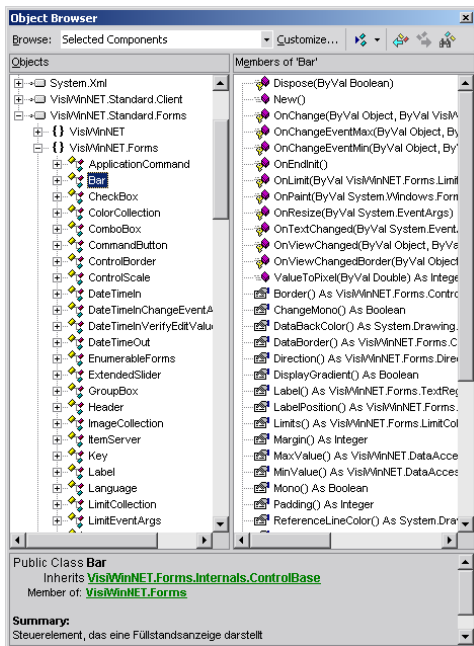 Object Browser
Browse: Selected Components Customize...
Objects
System.Xml
VisiWinNET.Standard.Client
VisiWinNET.Standard.Forms
{} VisiWinNET
{} VisiWinNET.Forms
ApplicationCommand
Bar
CheckBox
ColorCollection
ComboBox
CommandButton
ControlBorder
ControlScale
DateTimeIn
DateTimeInChangeEventA
DateTimeInVerifyEditValue
DateTimeOut
EnumerableForms
ExtendedSlider
GroupBox
Header
ImageCollection
ItemServer
Key
Label
Language
LimitCollection
LimitEventArgs
Members of 'Bar'
Dispose(ByVal Boolean)
New()
OnChange(ByVal Object, ByVal VisiW
OnChangeEventMax(ByVal Object, By
OnChangeEventMin(ByVal Object, By
OnEndInit()
OnLimit(ByVal VisiWinNET.Forms.Limit
OnPaint(ByVal System.Windows.Form
OnResize(ByVal System.EventArgs)
OnTextChanged(ByVal System.Event
OnViewChanged(ByVal Object, ByVa
OnViewChangedBorder(ByVal Object
ValueToPixel(ByVal Double) As Intege
Border() As VisiWinNET.Forms.Contro
ChangeMono() As Boolean
DataBackColor() As System.Drawing.
DataBorder() As VisiWinNET.Forms.C
Direction() As VisiWinNET.Forms.Dire
DisplayGradient() As Boolean
Label() As VisiWinNET.Forms.TextReg
LabelPosition() As VisiWinNET.Forms.
Limits() As VisiWinNET.Forms.LimitCol
Margin() As Integer
MaxValue() As VisiWinNET.DataAcces
MinValue() As VisiWinNET.DataAcces
Mono() As Boolean
Padding() As Integer
ReferenceLineColor() As System.Drav
Public Class Bar
Inherits VisiWinNET.Forms.Internals.ControlBase
Member of: VisiWinNET.Forms
Summary:
Steuerelement, das eine Füllstandsanzeige darstellt